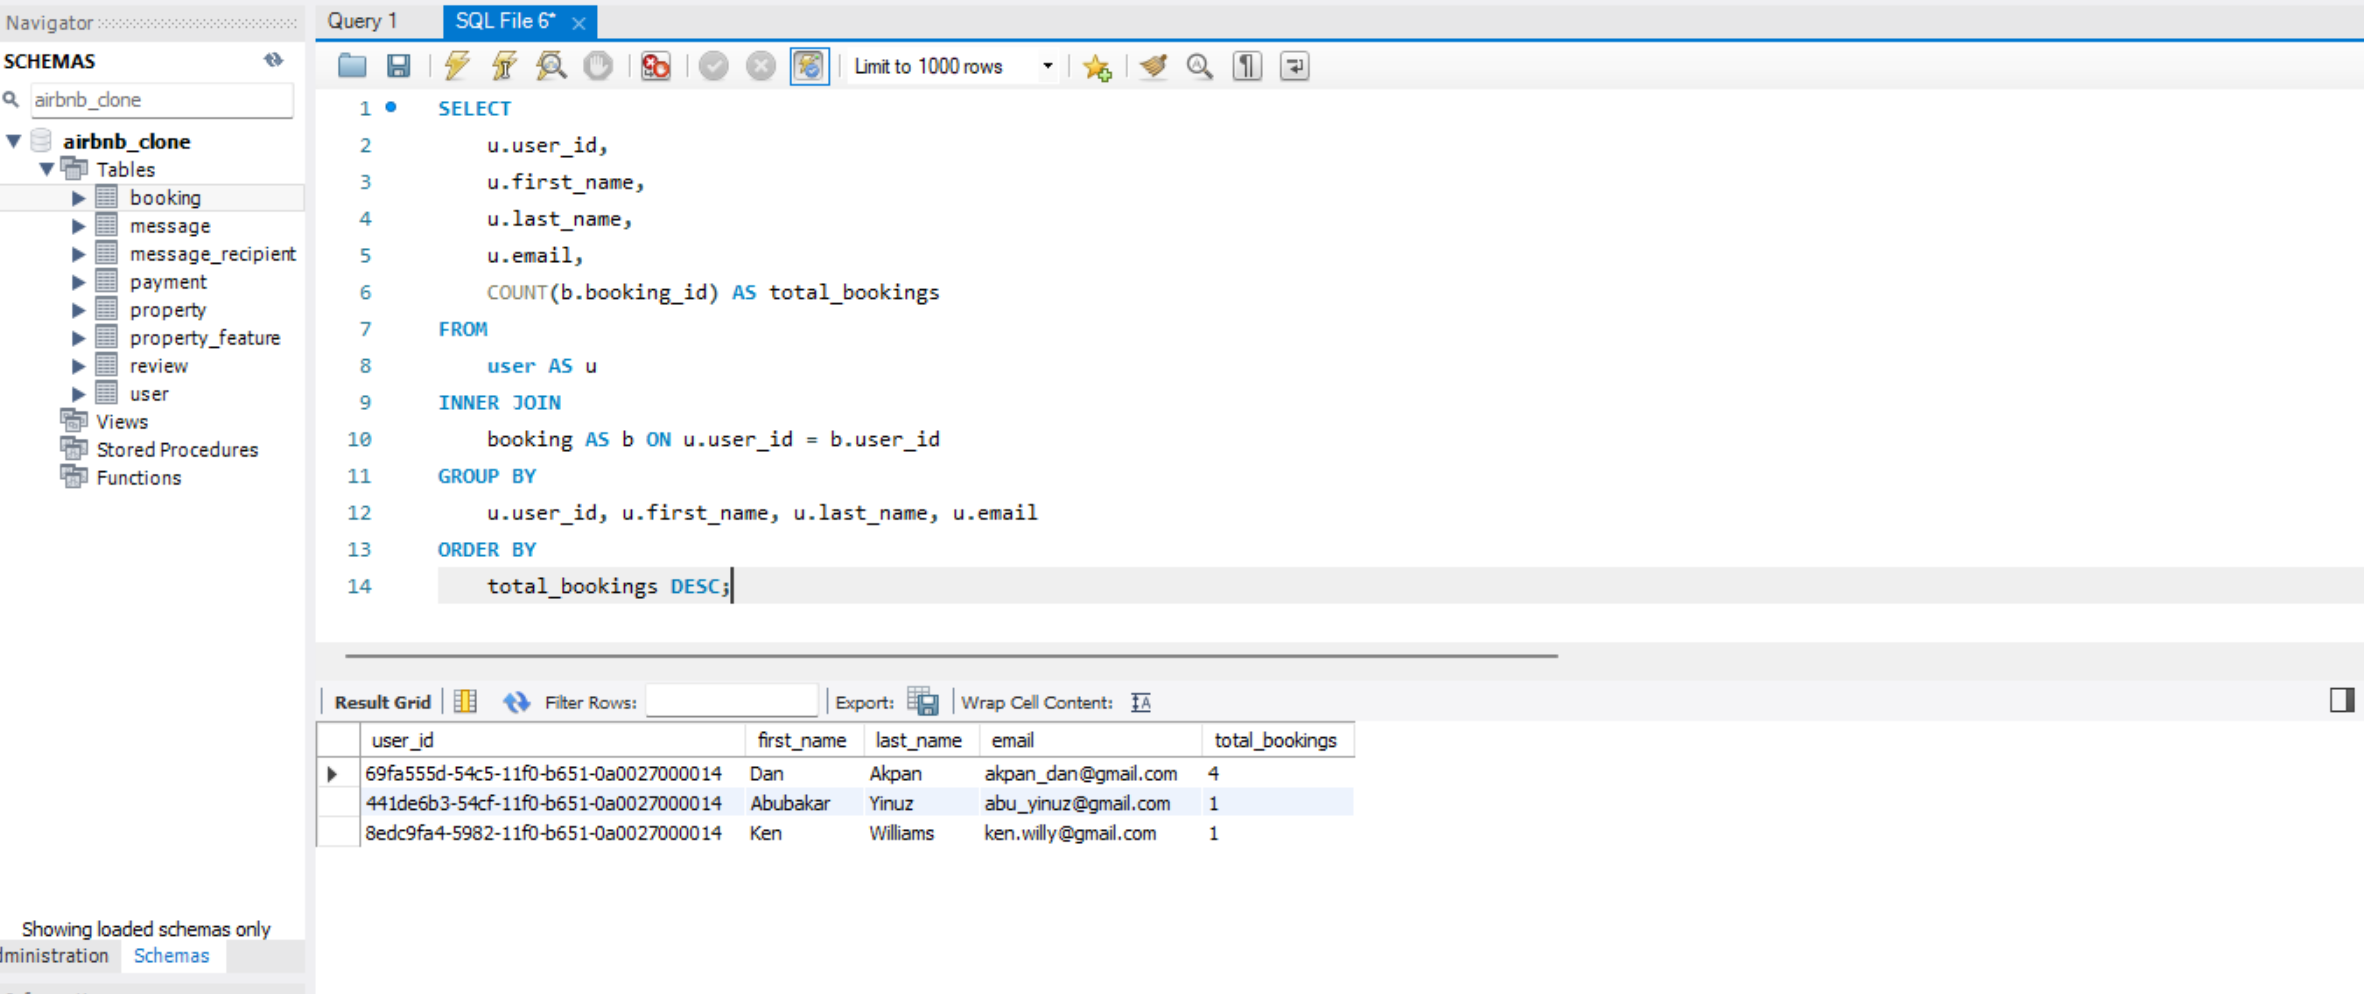 Navigator
SCHEMAS
airbnb_clone
airbnb_clone
Tables
booking
message
message_recipient
payment
property
property_feature
review
user
Views
Stored Procedures
Functions
Showing loaded schemas only
dministration Schemas
Query 1 SQL File 6* ×
Limit to 1000 rows
1 SELECT
2 u.user_id,
3 u.first_name,
4 u.last_name,
5 u.email,
6 COUNT(b.booking_id) AS total_bookings
7 FROM
8 user AS u
9 INNER JOIN
10 booking AS b ON u.user_id = b.user_id
11 GROUP BY
12 u.user_id, u.first_name, u.last_name, u.email
13 ORDER BY
14 total_bookings DESC;
Result Grid Filter Rows: Export: Wrap Cell Content:
user_id first_name last_name email total_bookings
69fa555d-54c5-11f0-b651-0a0027000014 Dan Akpan akpan_dan@gmail.com 4
441de6b3-54cf-11f0-b651-0a0027000014 Abubakar Yinuz abu_yinuz@gmail.com 1
8edc9fa4-5982-11f0-b651-0a0027000014 Ken Williams ken.willy@gmail.com 1